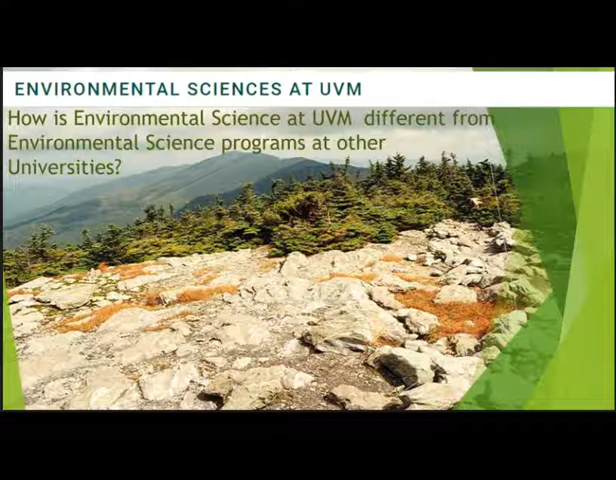 ENVIRONMENTAL SCIENCES AT UVM
How is Environmental Science at UVM different from
Environmental Science programs at other
Universities?